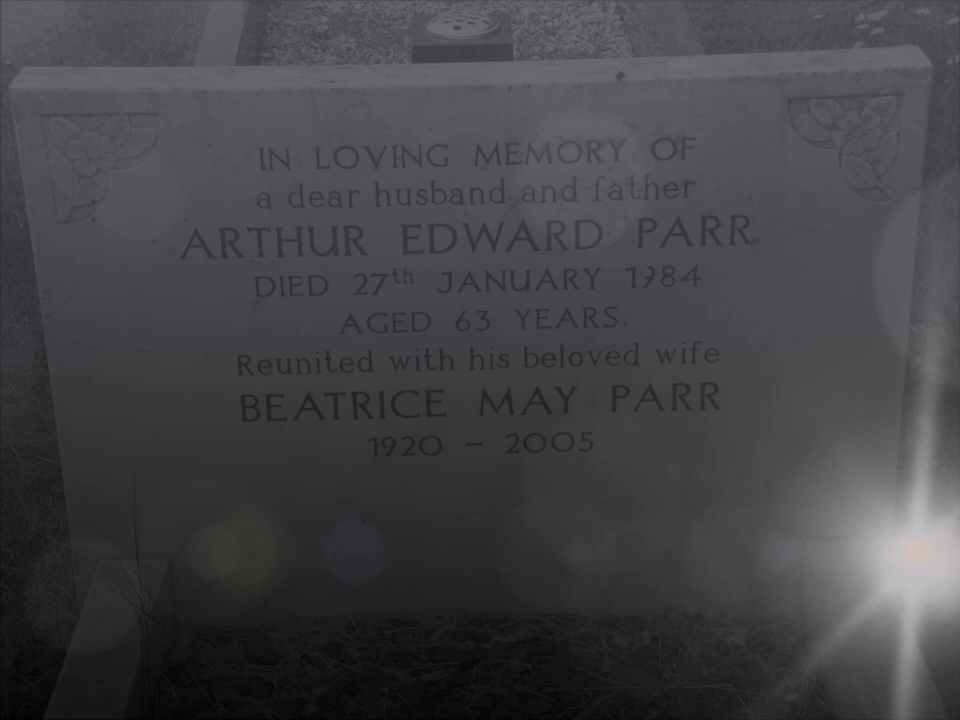 IN LOVING MEMORY OF
a dear husband and father
ARTHUR EDWARD PARR
DIED 27th JANUARY 1984
AGED 63 YEARS.
Reunited with his beloved wife
BEATRICE MAY PARR
1920 – 2005